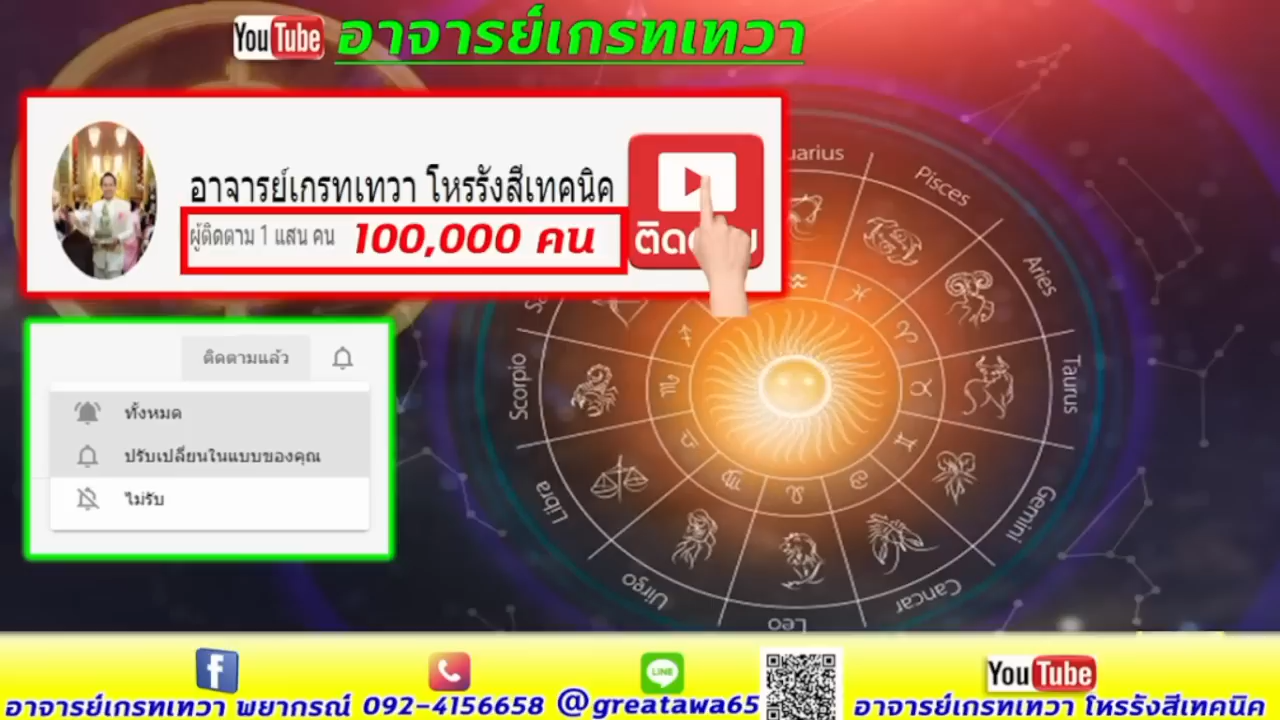 YouTube อาจารย์เกรทเทวา
อาจารย์เกรทเทวา โหรรังสีเทคนิค
ผู้ติดตาม 1 แสน คน 100,000 คน
ติดตามแล้ว
ทั้งหมด
ปรับเปลี่ยนในแบบของคุณ
ไม่รับ
Pisces
Aries
Taurus
Gemini
Cancar
Leo
Virgo
Libra
Scorpio
LINE
YouTube
อาจารย์เกรทเทวา พยากรณ์ 092-4156658 @greatawa65 อาจารย์เกรทเทวา โหรรังสีเทคนิค